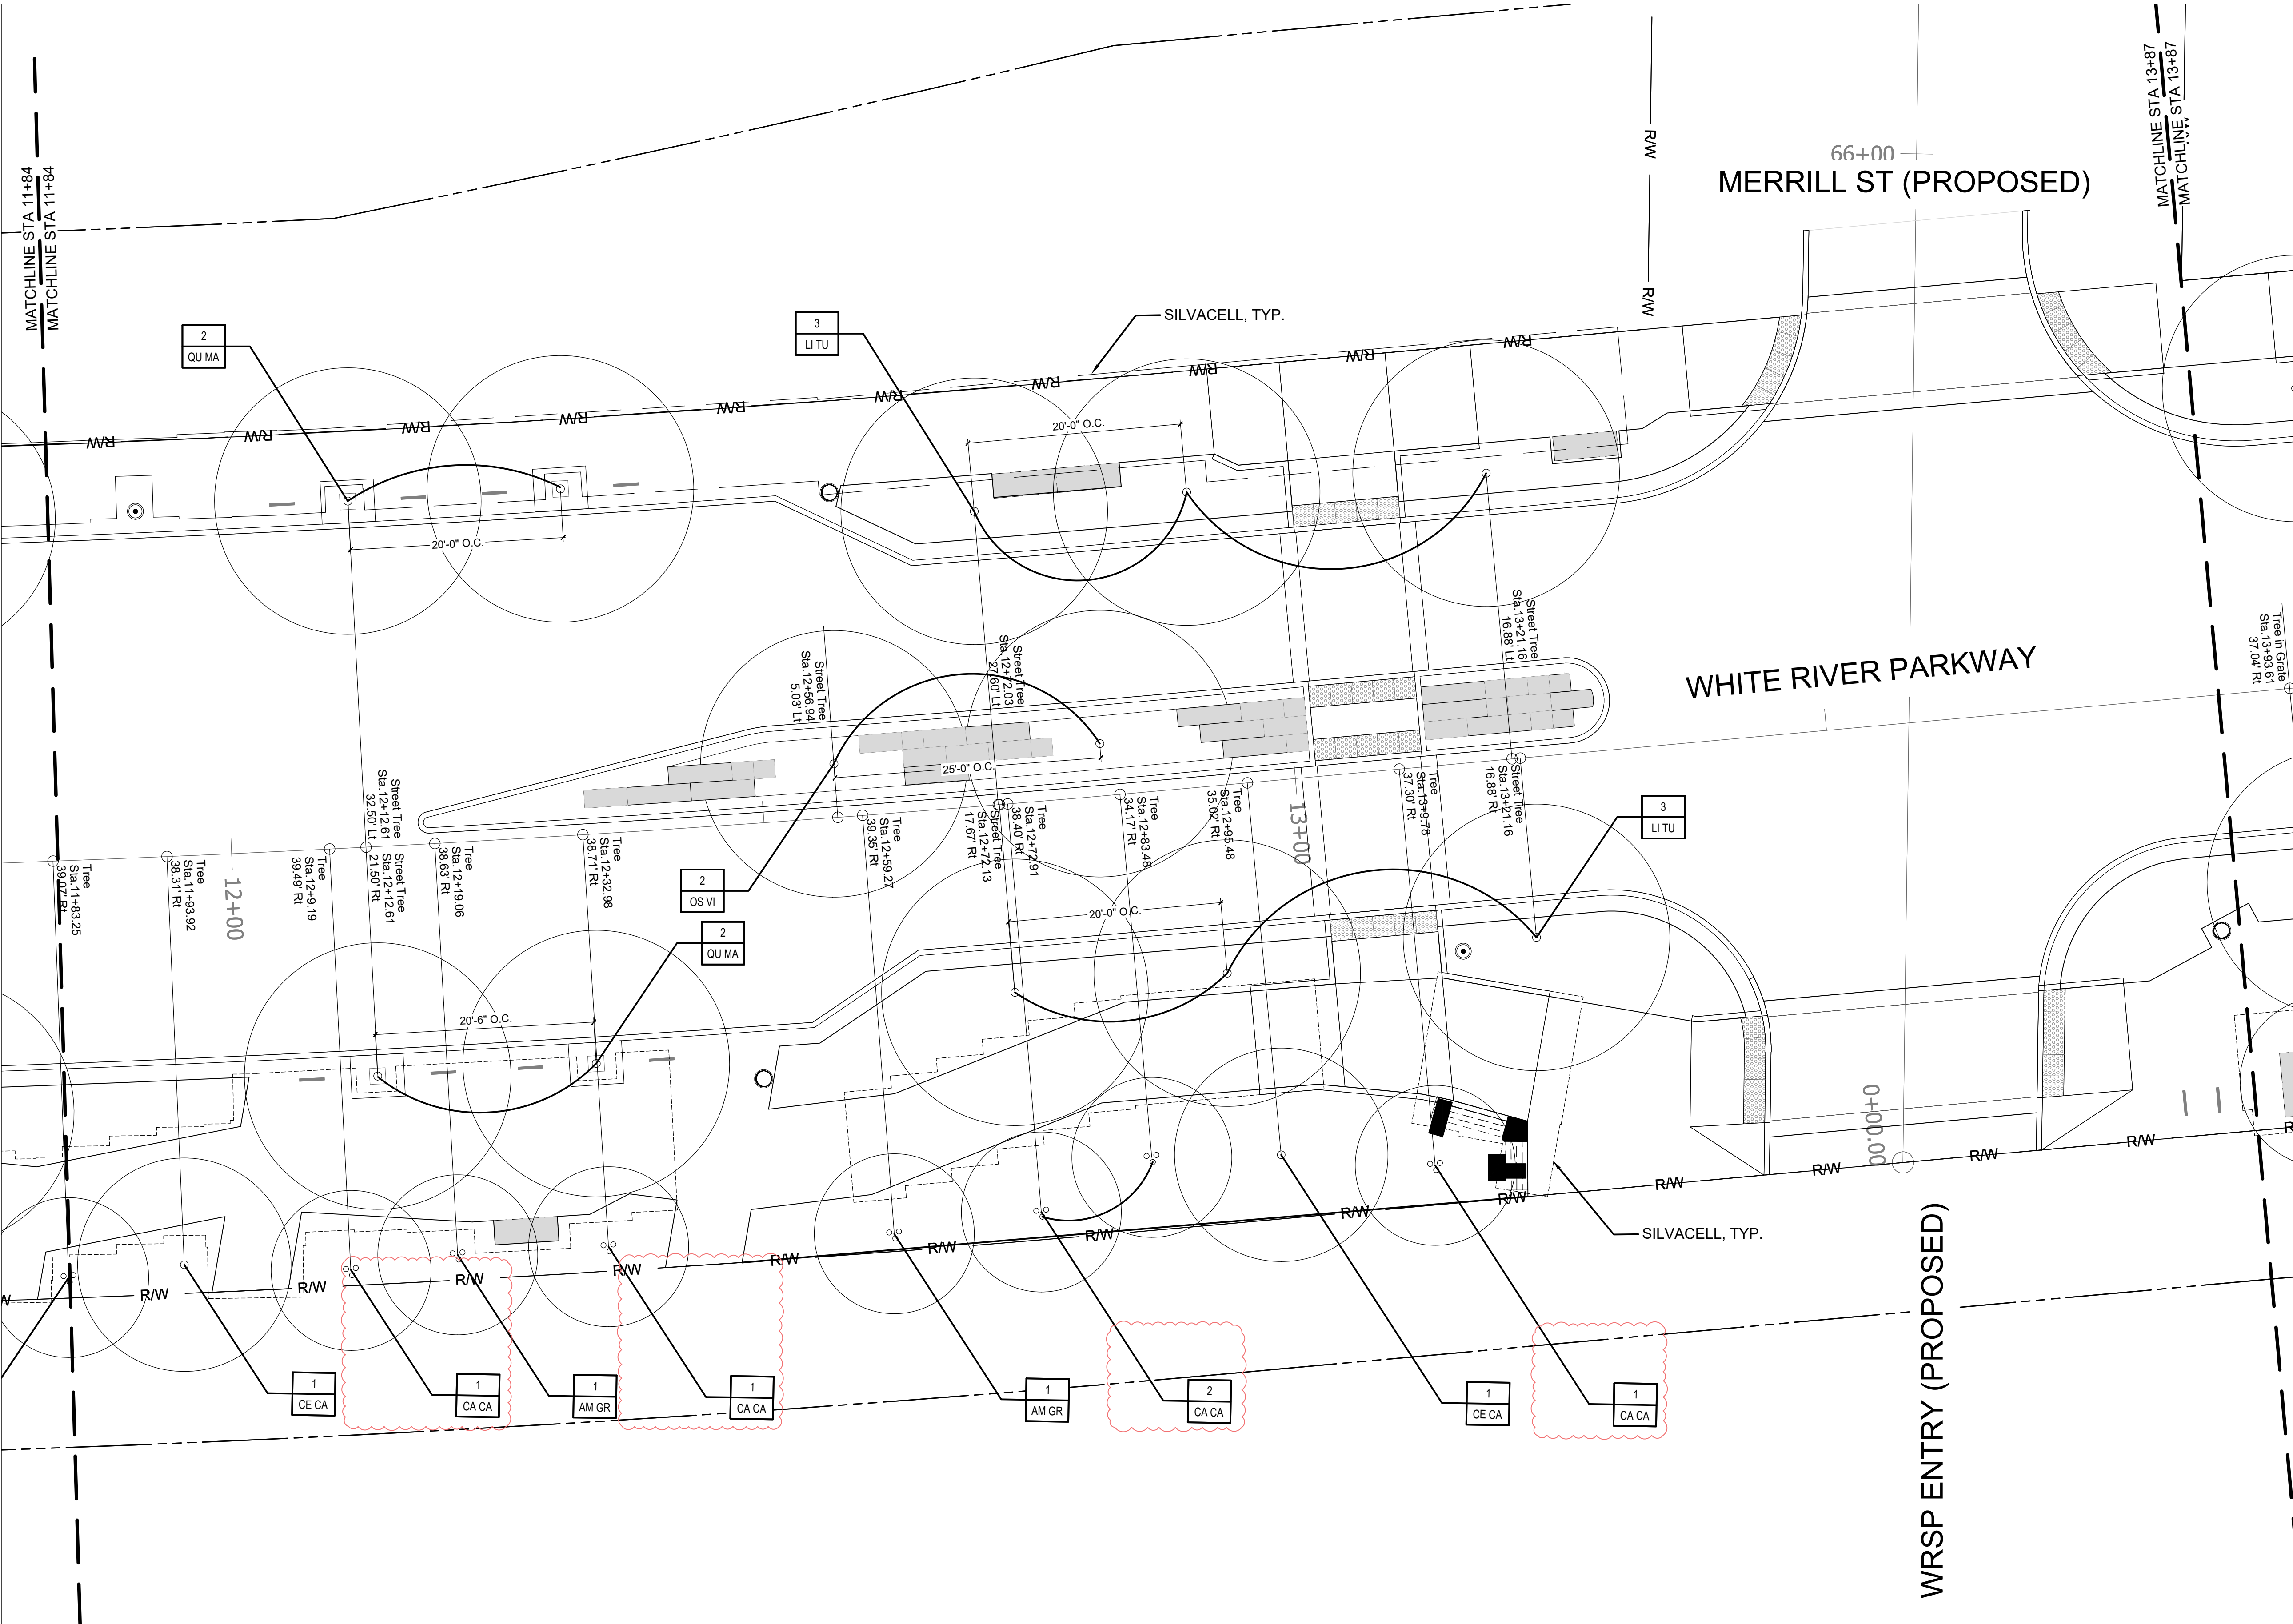 MATCHLINE STA 11+84
MATCHLINE STA 11+84
MATCHLINE STA 13+87
MATCHLINE STA 13+87
R/W
R/W
66+00
MERRILL ST (PROPOSED)
2
QU MA
3
LI TU
SILVACELL, TYP.
R/W
R/W
R/W
R/W
R/W
R/W
R/W
R/W
R/W
R/W
20'-0" O.C.
20'-0" O.C.
Street Tree
Sta.13+21.16
16.88' Lt
Street Tree
Sta.12+72.03
27.60' Lt
Street Tree
Sta.12+56.94
5.03' Lt
Tree in Grate
Sta.13+93.61
37.04' Rt
WHITE RIVER PARKWAY
25'-0" O.C.
Street Tree
Sta.12+12.61
32.50' Lt
Tree
Sta.11+83.25
39.07' Rt
Tree
Sta.11+93.92
38.31' Rt
12+00
Tree
Sta.12+9.19
39.49' Rt
Street Tree
Sta.12+12.61
21.50' Rt
Tree
Sta.12+19.06
38.63' Rt
Tree
Sta.12+32.98
38.71' Rt
Tree
Sta.12+59.27
39.35' Rt
Street Tree
Sta.12+72.13
17.67' Rt
Tree
Sta.12+72.91
38.40' Rt
Tree
Sta.12+83.48
34.17' Rt
Tree
Sta.12+95.48
35.02' Rt
13+00
Tree
Sta.13+9.78
37.30' Rt
Street Tree
Sta.13+21.16
16.88' Rt
3
LI TU
2
OS VI
2
QU MA
20'-0" O.C.
20'-6" O.C.
0+00.00
R/W
R/W
R/W
R/W
R/W
R/W
R/W
R/W
R/W
R/W
R/W
R/W
R/W
SILVACELL, TYP.
WRSP ENTRY (PROPOSED)
1
CE CA
1
CA CA
1
AM GR
1
CA CA
1
AM GR
2
CA CA
1
CE CA
1
CA CA